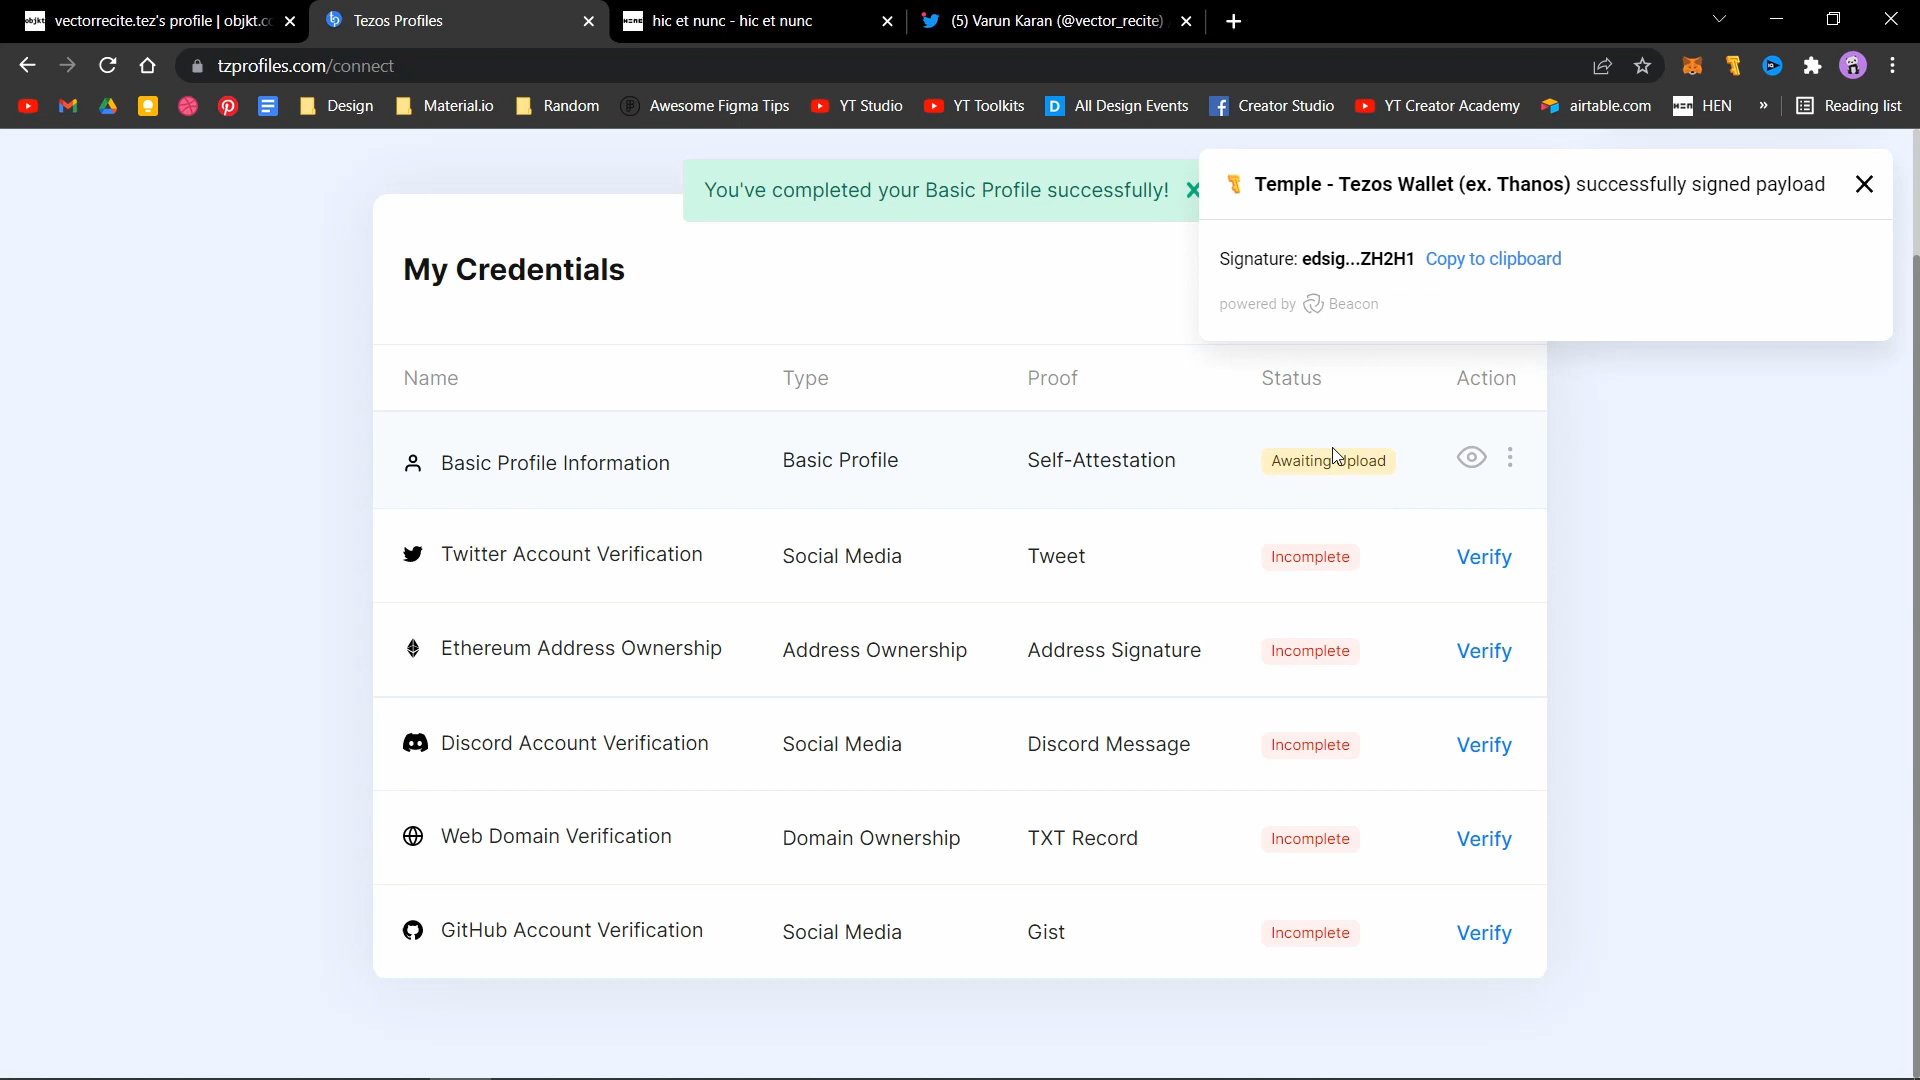 vectorrecite.tez's profile | objkt.cc
Tezos Profiles
hic et nunc - hic et nunc
(5) Varun Karan (@vector_recite)
tzprofiles.com/connect
Design
Material.io
Random
Awesome Figma Tips
YT Studio
YT Toolkits
All Design Events
Creator Studio
YT Creator Academy
airtable.com
HEN
»
Reading list
You've completed your Basic Profile successfully!
Temple - Tezos Wallet (ex. Thanos) successfully signed payload
Signature: edsig...ZH2H1 Copy to clipboard
powered by Beacon
My Credentials
Name Type Proof Status Action
Basic Profile Information Basic Profile Self-Attestation Awaiting Upload
Twitter Account Verification Social Media Tweet Incomplete Verify
Ethereum Address Ownership Address Ownership Address Signature Incomplete Verify
Discord Account Verification Social Media Discord Message Incomplete Verify
Web Domain Verification Domain Ownership TXT Record Incomplete Verify
GitHub Account Verification Social Media Gist Incomplete Verify